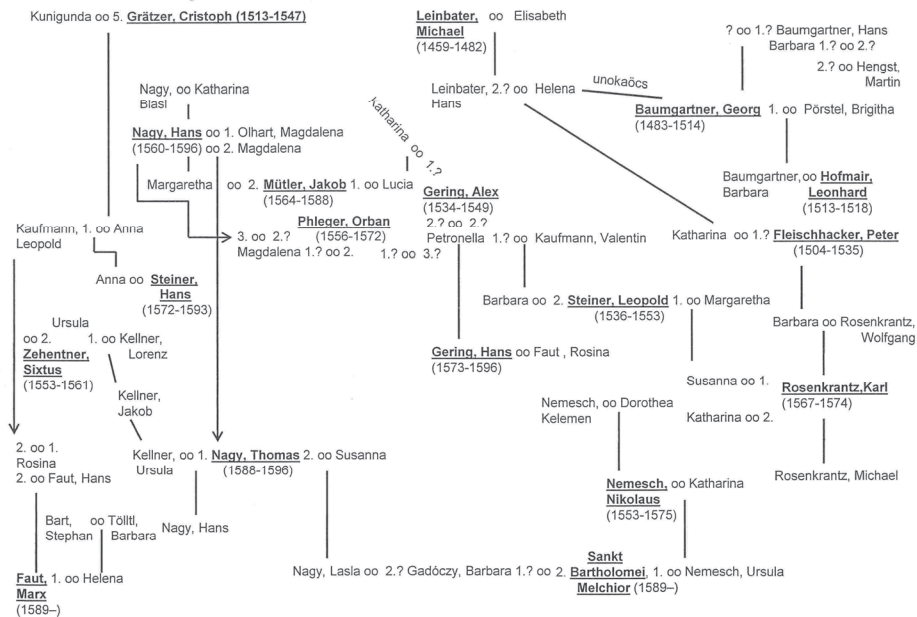 Kunigunda oo 5. Grätzer, Cristoph (1513-1547)
Leinbater, oo Elisabeth
Michael
(1459-1482)
? oo 1.? Baumgartner, Hans
Barbara 1.? oo 2.?
2.? oo Hengst,
Martin
unokaöcs
Leinbater, 2.? oo Helena
Hans
Baumgartner, Georg 1. oo Pörstel, Brigitha
(1483-1514)
Nagy, oo Katharina
Blasl
Katharina oo 1.?
Nagy, Hans oo 1. Olhart, Magdalena
(1560-1596) oo 2. Magdalena
Margaretha oo 2. Mütler, Jakob 1. oo Lucia
(1564-1588)
Gering, Alex
(1534-1549)
2.? oo 2.?
Baumgartner, oo Hofmair,
Barbara Leonhard
(1513-1518)
Phleger, Orban
3. oo 2.? (1556-1572)
Magdalena 1.? oo 2. 1.? oo 3.?
Petronella 1.? oo Kaufmann, Valentin
Katharina oo 1.? Fleischhacker, Peter
(1504-1535)
Kaufmann, 1. oo Anna
Leopold
Anna oo Steiner,
Hans
(1572-1593)
Barbara oo 2. Steiner, Leopold 1. oo Margaretha
(1536-1553)
Barbara oo Rosenkrantz,
Wolfgang
Ursula
oo 2. 1. oo Kellner,
Zehentner, Lorenz
Sixtus
(1553-1561)
Gering, Hans oo Faut , Rosina
(1573-1596)
Kellner,
Jakob
Susanna oo 1.
Rosenkrantz,Karl
(1567-1574)
Katharina oo 2.
Nemesch, oo Dorothea
Kelemen
2. oo 1.
Rosina
2. oo Faut, Hans
Kellner, oo 1. Nagy, Thomas 2. oo Susanna
Ursula (1588-1596)
Rosenkrantz, Michael
Nemesch, oo Katharina
Nikolaus
(1553-1575)
Bart, oo Tölltl,
Stephan Barbara
Nagy, Hans
Faut, 1. oo Helena
Marx
(1589–)
Sankt
Nagy, Lasla oo 2.? Gadóczy, Barbara 1.? oo 2. Bartholomei, 1. oo Nemesch, Ursula
Melchior (1589–)